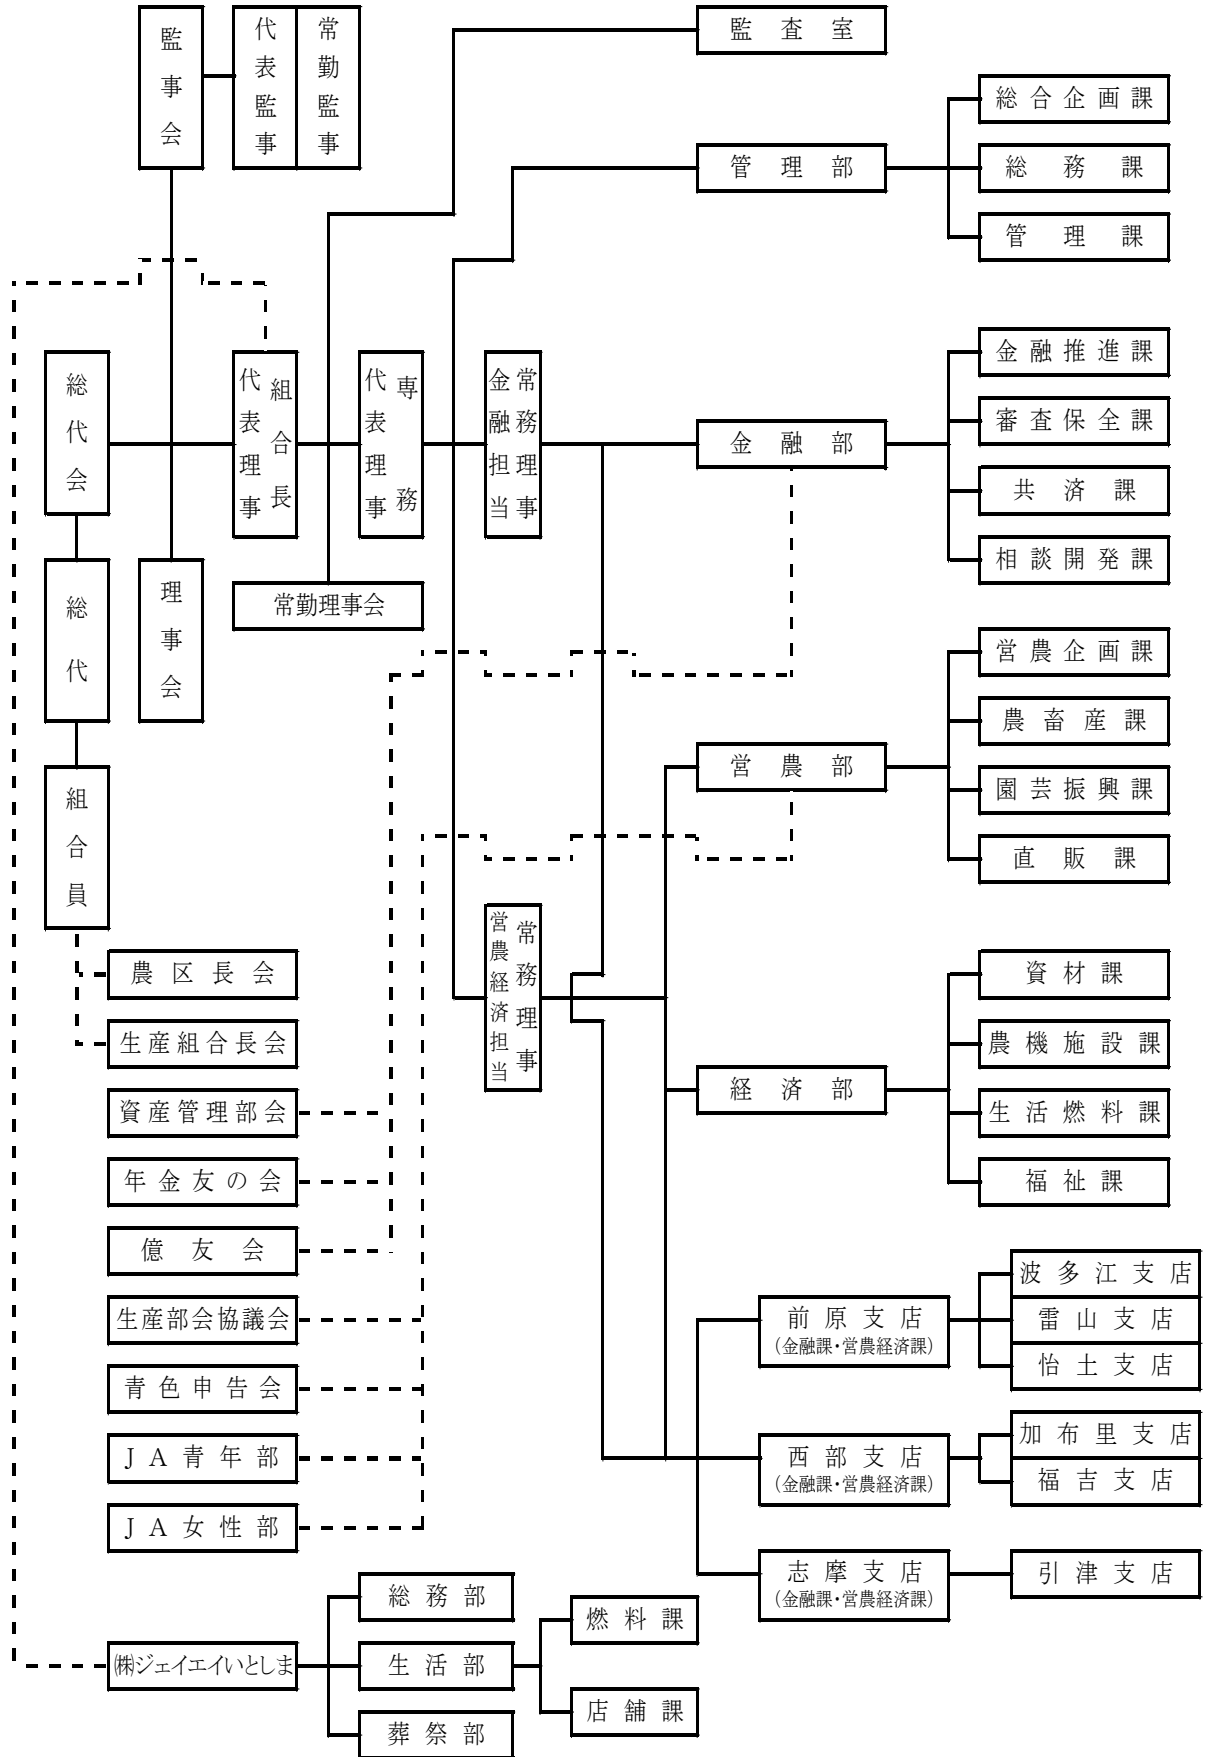 監事会
代表監事
常勤監事
監査室
管理部
総合企画課
総務課
管理課
総代会
総代
組合員
理事会
組合長
代表理事
専務
代表理事
常勤理事会
常務理事
金融担当
金融部
金融推進課
審査保全課
共済課
相談開発課
営農部
営農企画課
農畜産課
園芸振興課
直販課
常務理事
営農経済担当
経済部
資材課
農機施設課
生活燃料課
福祉課
農区長会
生産組合長会
資産管理部会
年金友の会
億友会
生産部会協議会
青色申告会
JA青年部
JA女性部
前原支店
(金融課・営農経済課)
波多江支店
雷山支店
怡土支店
西部支店
(金融課・営農経済課)
加布里支店
福吉支店
志摩支店
(金融課・営農経済課)
引津支店
㈱ジェイエイいとしま
総務部
生活部
葬祭部
燃料課
店舗課